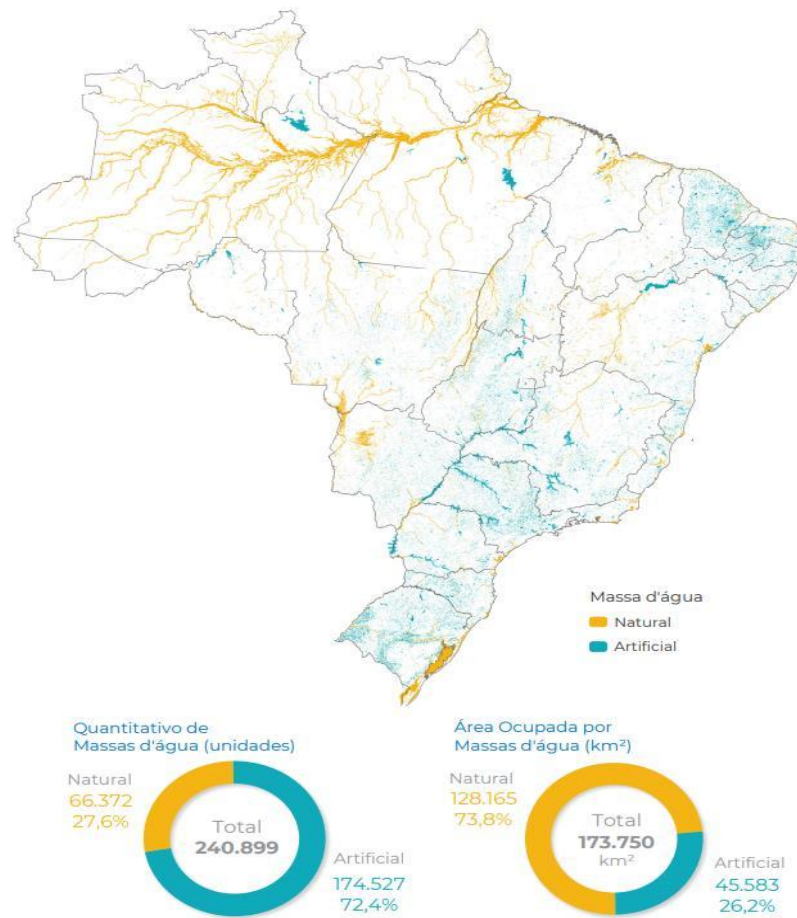 Massa d'água
Natural
Artificial
Quantitativo de
Massas d'água (unidades)
Natural
66.372
27,6%
Total
240.899
Artificial
174.527
72,4%
Área Ocupada por
Massas d'água (km²)
Natural
128.165
73,8%
Total
173.750
km²
Artificial
45.583
26,2%